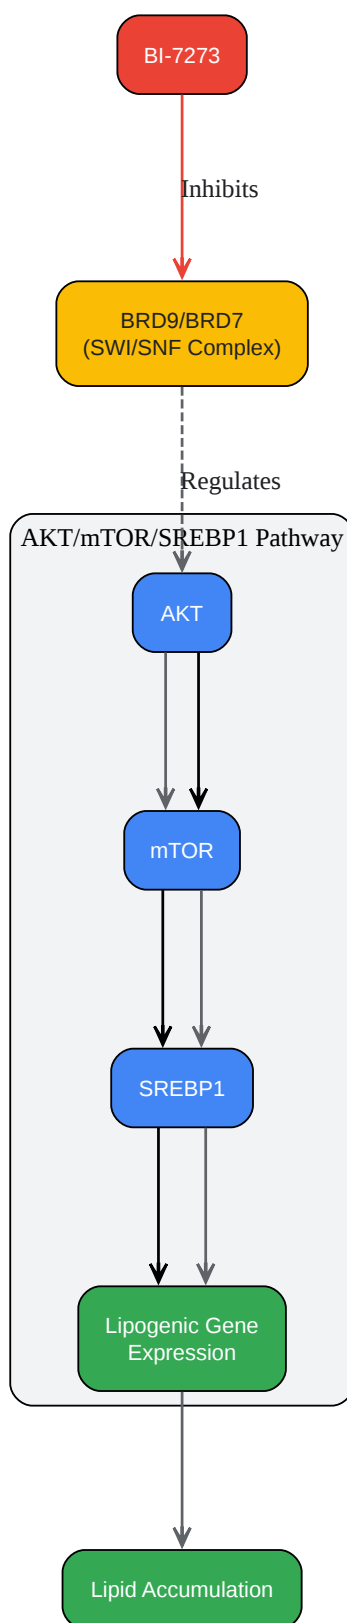 BI-7273
Inhibits
BRD9/BRD7
(SWI/SNF Complex)
Regulates
AKT/mTOR/SREBP1 Pathway
AKT
mTOR
SREBP1
Lipogenic Gene
Expression
Lipid Accumulation